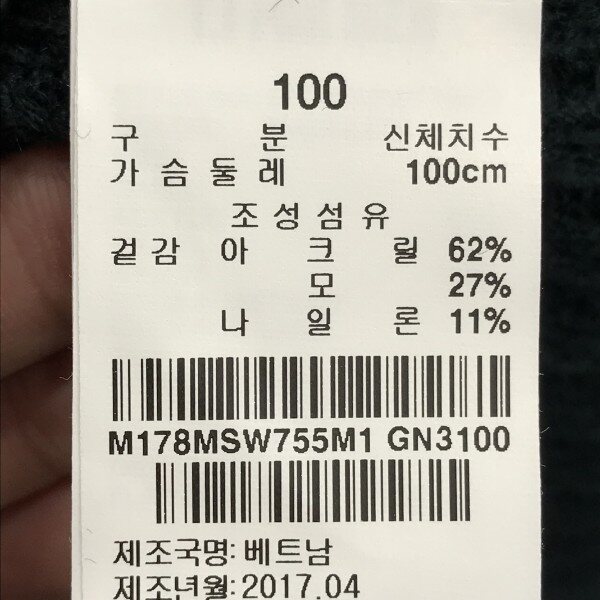 100
구 분 신체치수
가슴둘레 100cm
조성섬유
겉감 아크릴 62%
모 27%
나일론 11%
M178MSW755M1 GN3100
제조국명: 베트남
제조년월: 2017.04